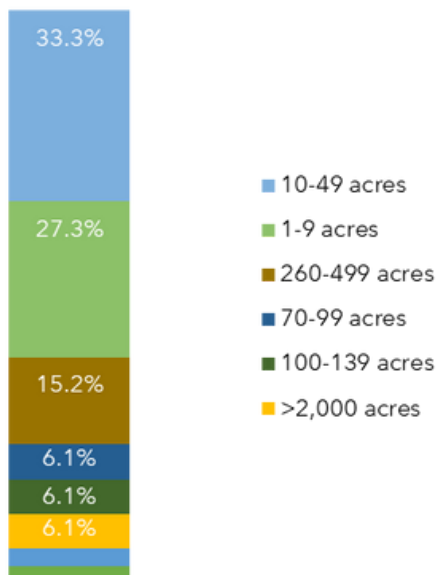 33.3%
27.3%
15.2%
6.1%
6.1%
6.1%
10-49 acres
1-9 acres
260-499 acres
70-99 acres
100-139 acres
>2,000 acres